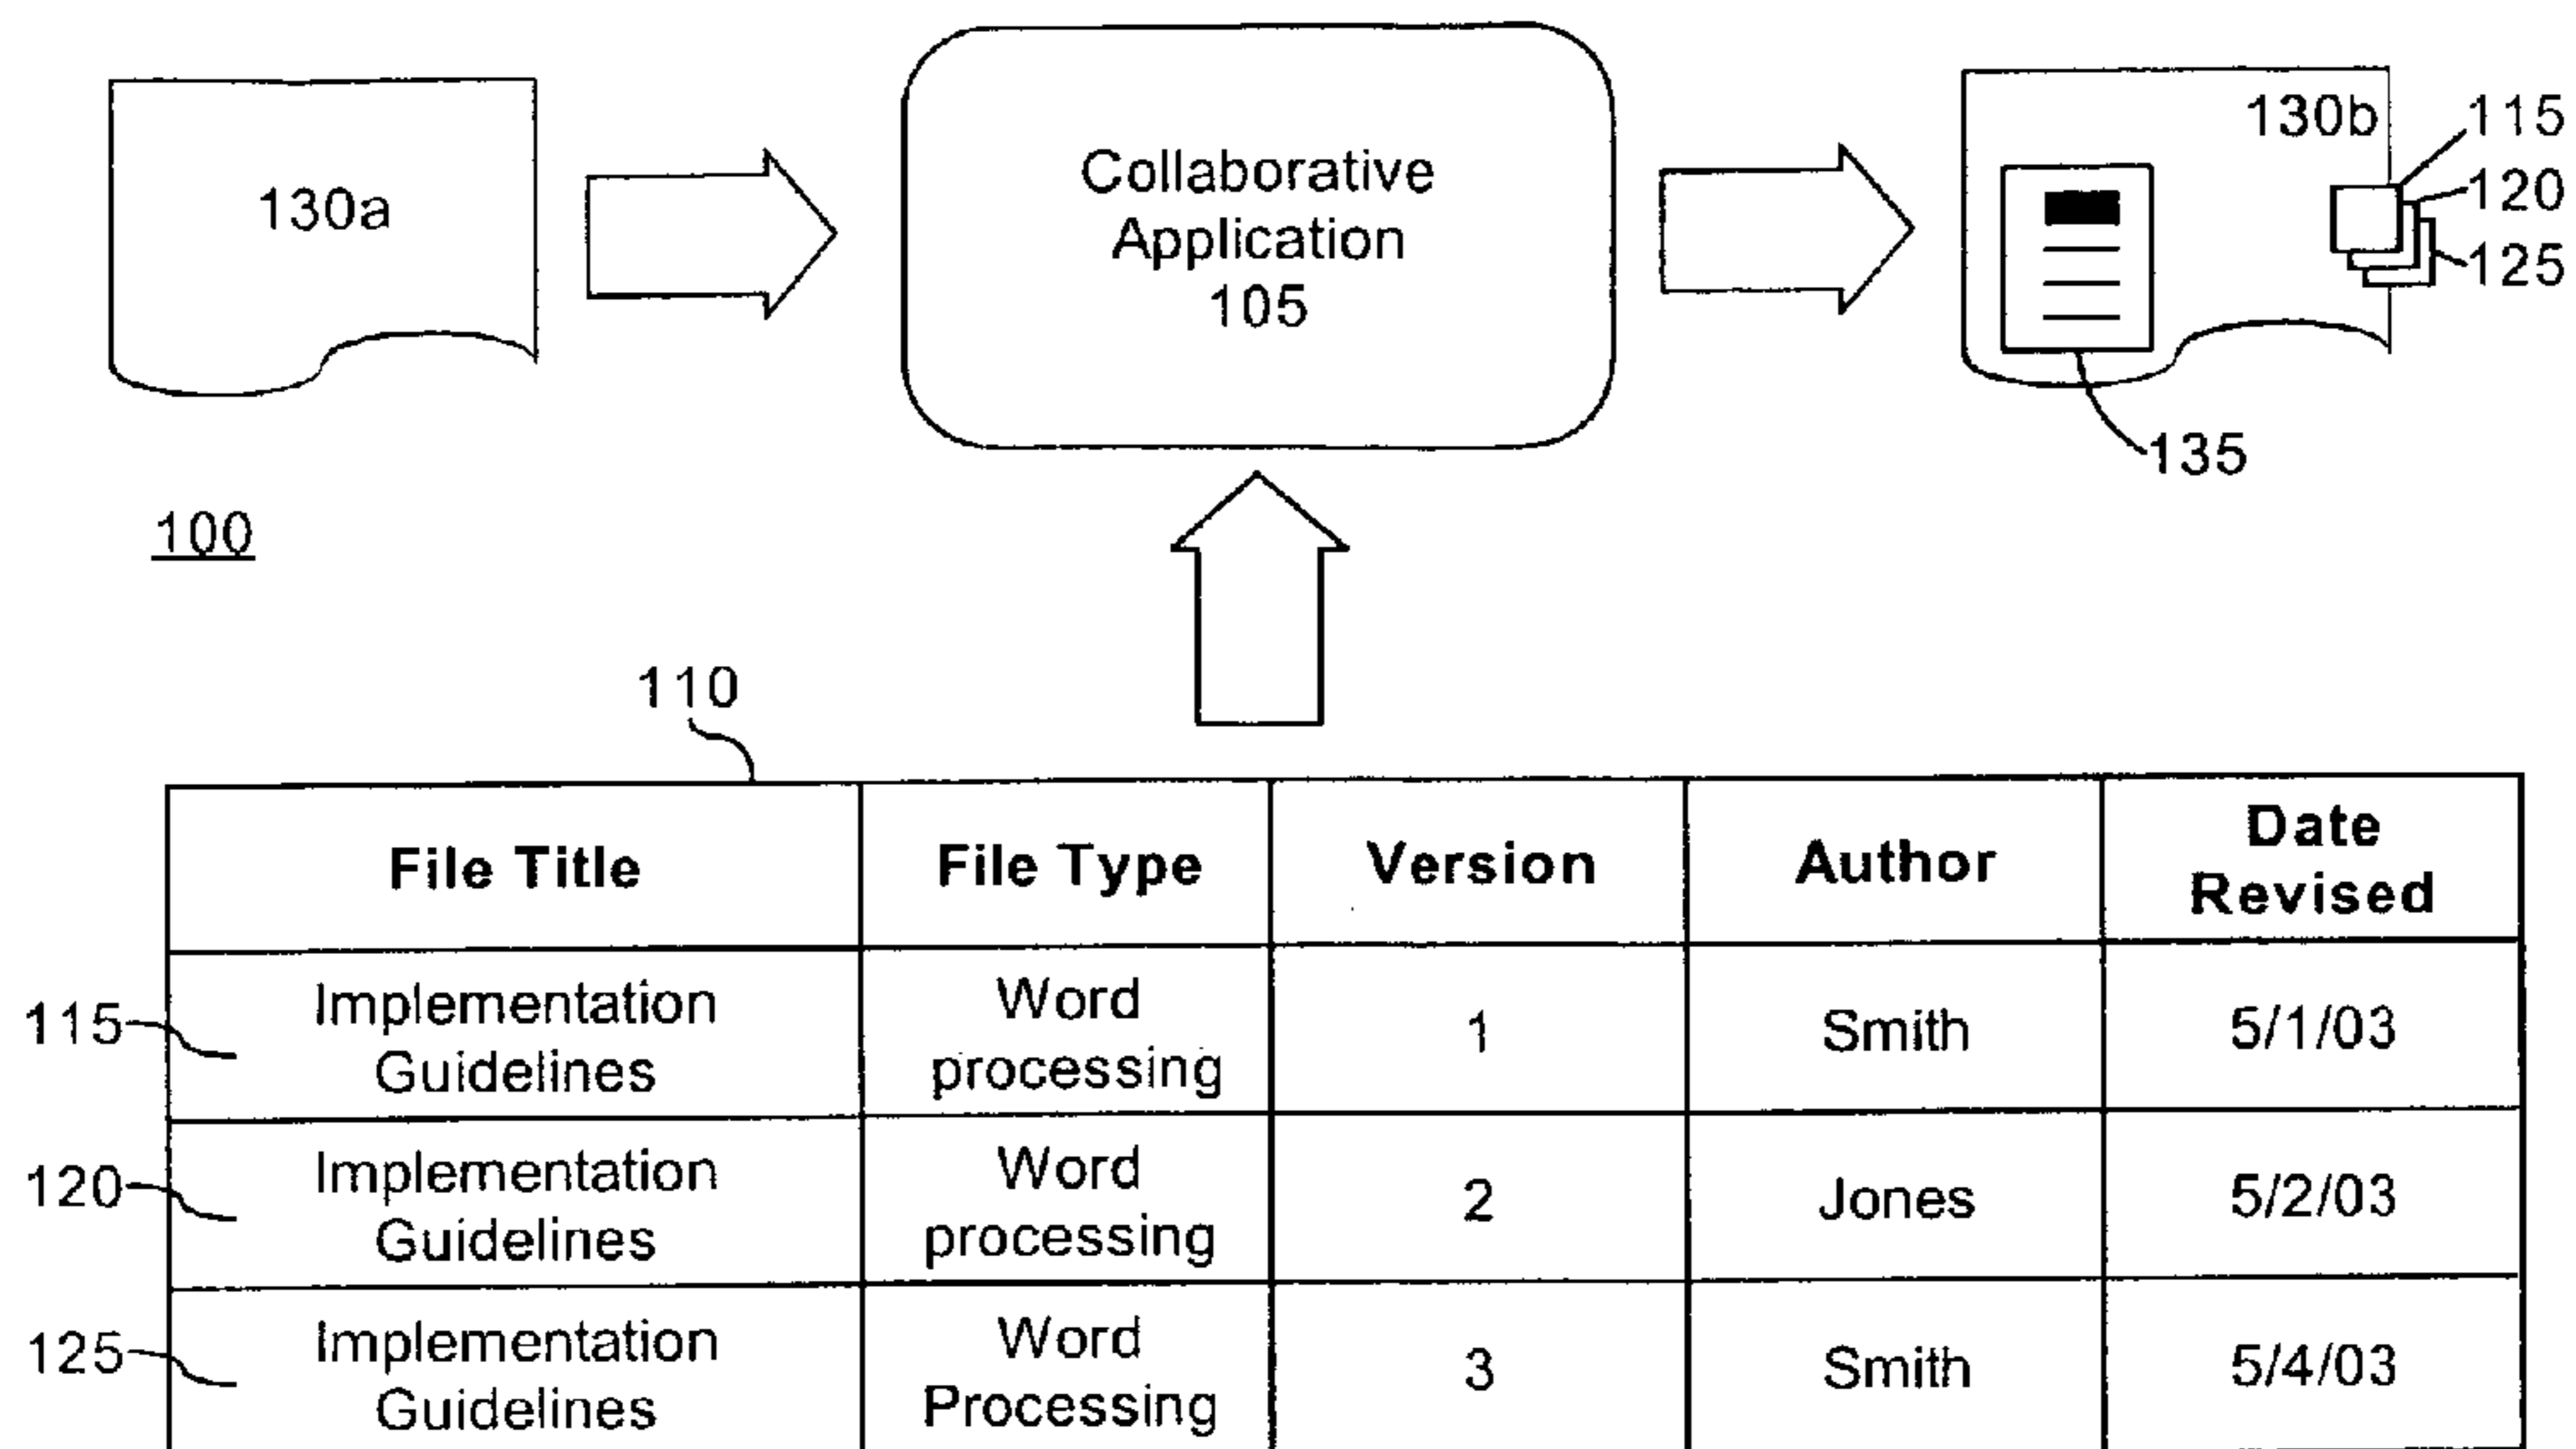 130a
Collaborative
Application
105
130b
115
120
125
135
100
110
File Title
File Type
Version
Author
Date
Revised
115
Implementation
Guidelines
Word
processing
1
Smith
5/1/03
120
Implementation
Guidelines
Word
processing
2
Jones
5/2/03
125
Implementation
Guidelines
Word
Processing
3
Smith
5/4/03